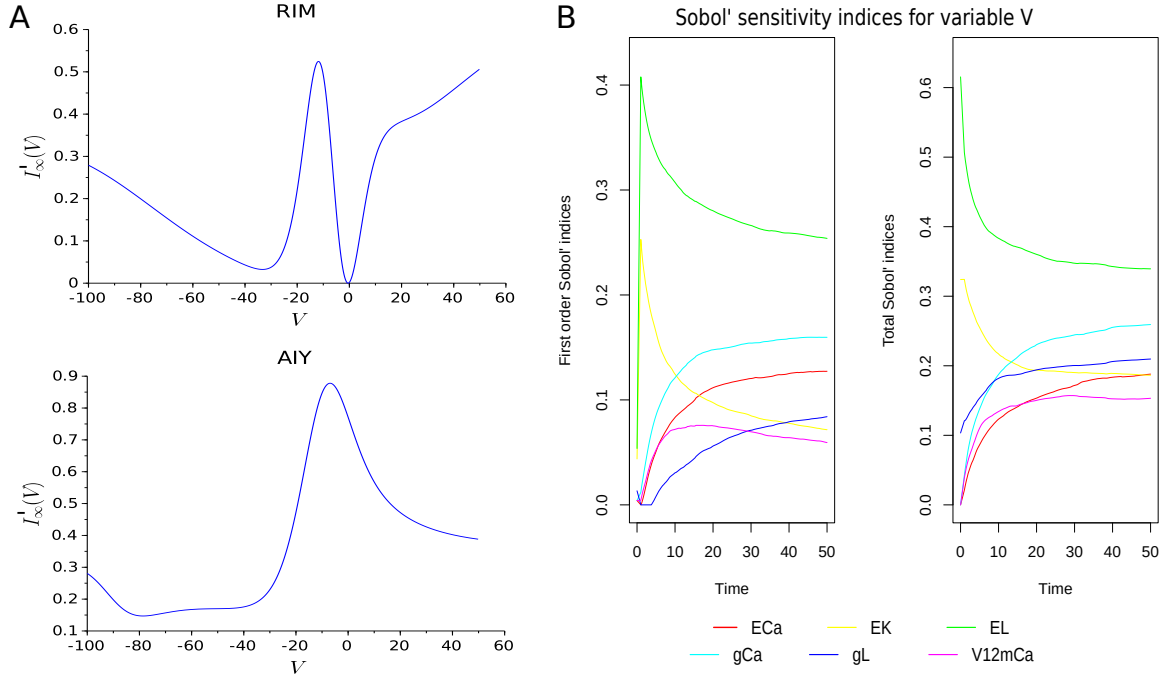 A
RIM
0.6
0.5
0.4
0.3
0.2
0.1
0
I'∞(V)
-100 -80 -60 -40 -20 0 20 40 60
V
AIY
0.9
0.8
0.7
0.6
0.5
0.4
0.3
0.2
0.1
I'∞(V)
-100 -80 -60 -40 -20 0 20 40 60
V
B
Sobol' sensitivity indices for variable V
First order Sobol' indices
0.0 0.1 0.2 0.3 0.4
0 10 20 30 40 50
Time
Total Sobol' indices
0.0 0.1 0.2 0.3 0.4 0.5 0.6
0 10 20 30 40 50
Time
ECa EK EL
gCa gL V12mCa